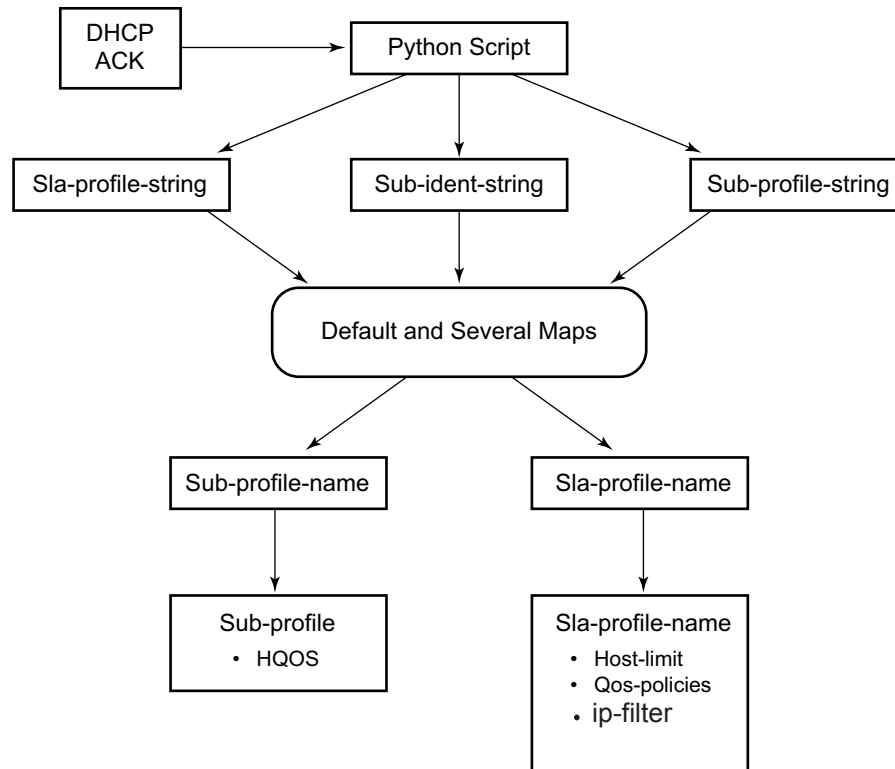 DHCP
ACK
Python Script
Sla-profile-string
Sub-ident-string
Sub-profile-string
Default and Several Maps
Sub-profile-name
Sla-profile-name
Sub-profile
• HQOS
Sla-profile-name
• Host-limit
• Qos-policies
• ip-filter